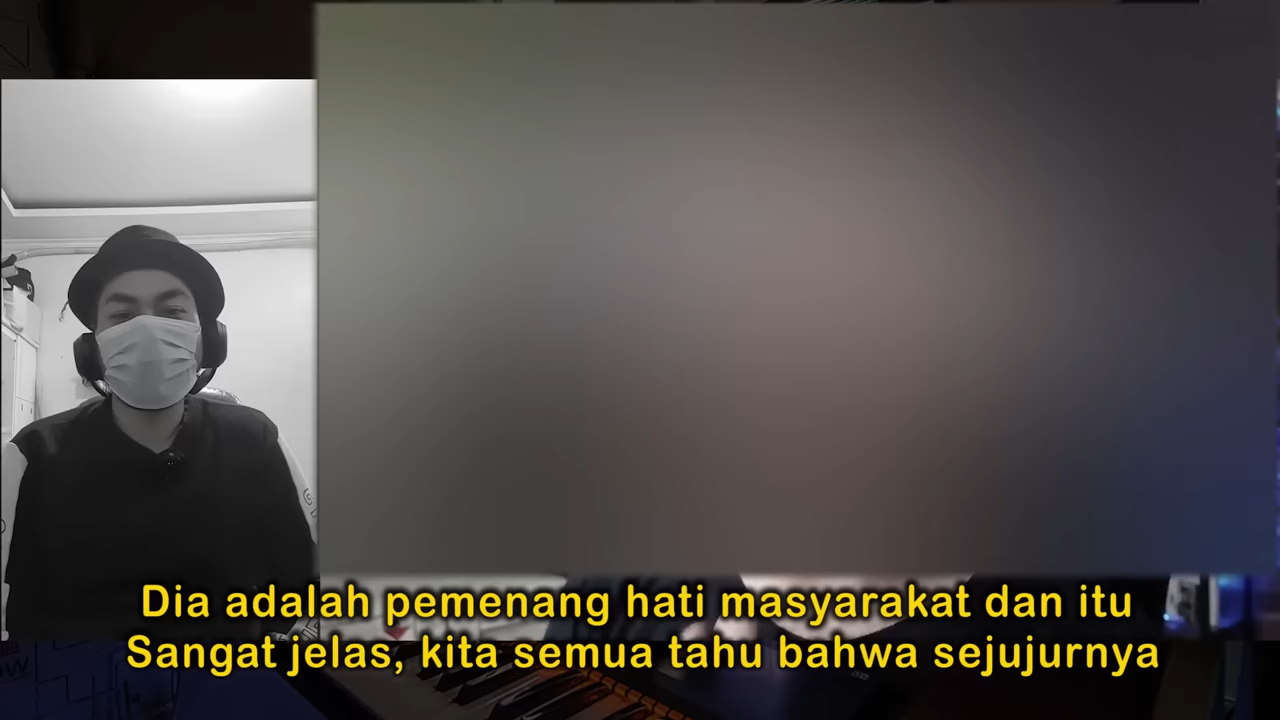 Dia adalah pemenang hati masyarakat dan itu
Sangat jelas, kita semua tahu bahwa sejujurnya